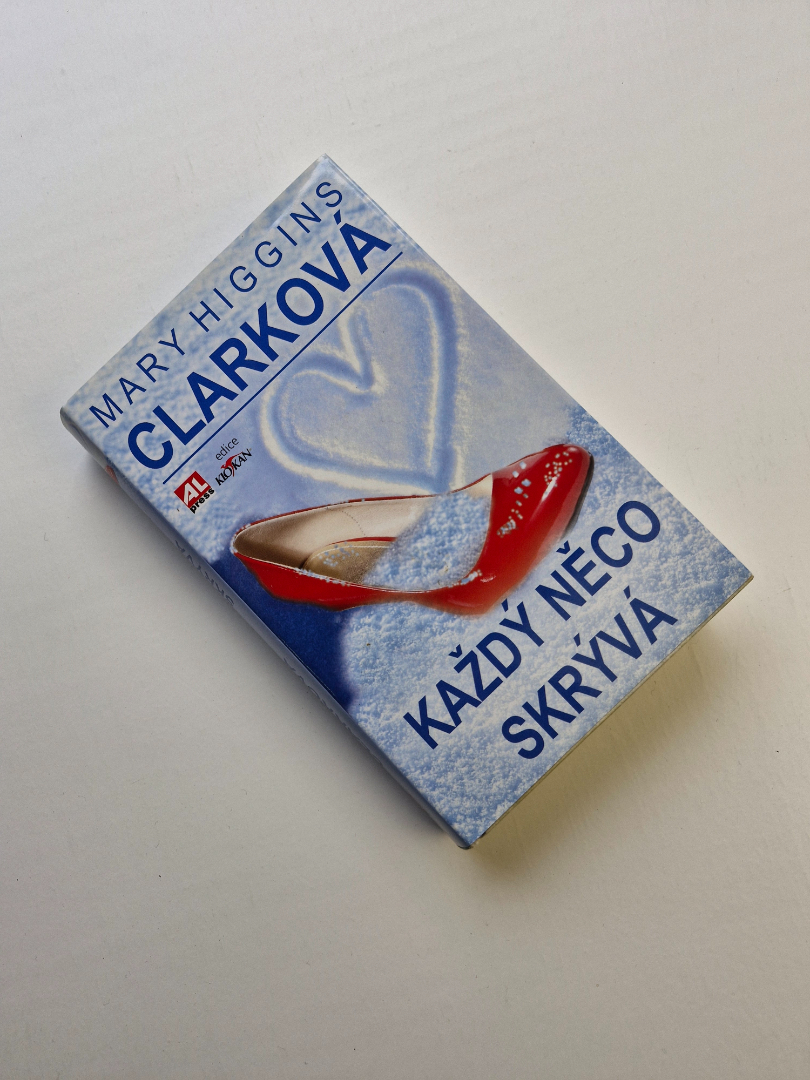 MARY HIGGINS
CLARKOVÁ
AL
press
edice
KLOKAN
KAŽDÝ NĚCO
SKRÝVÁ